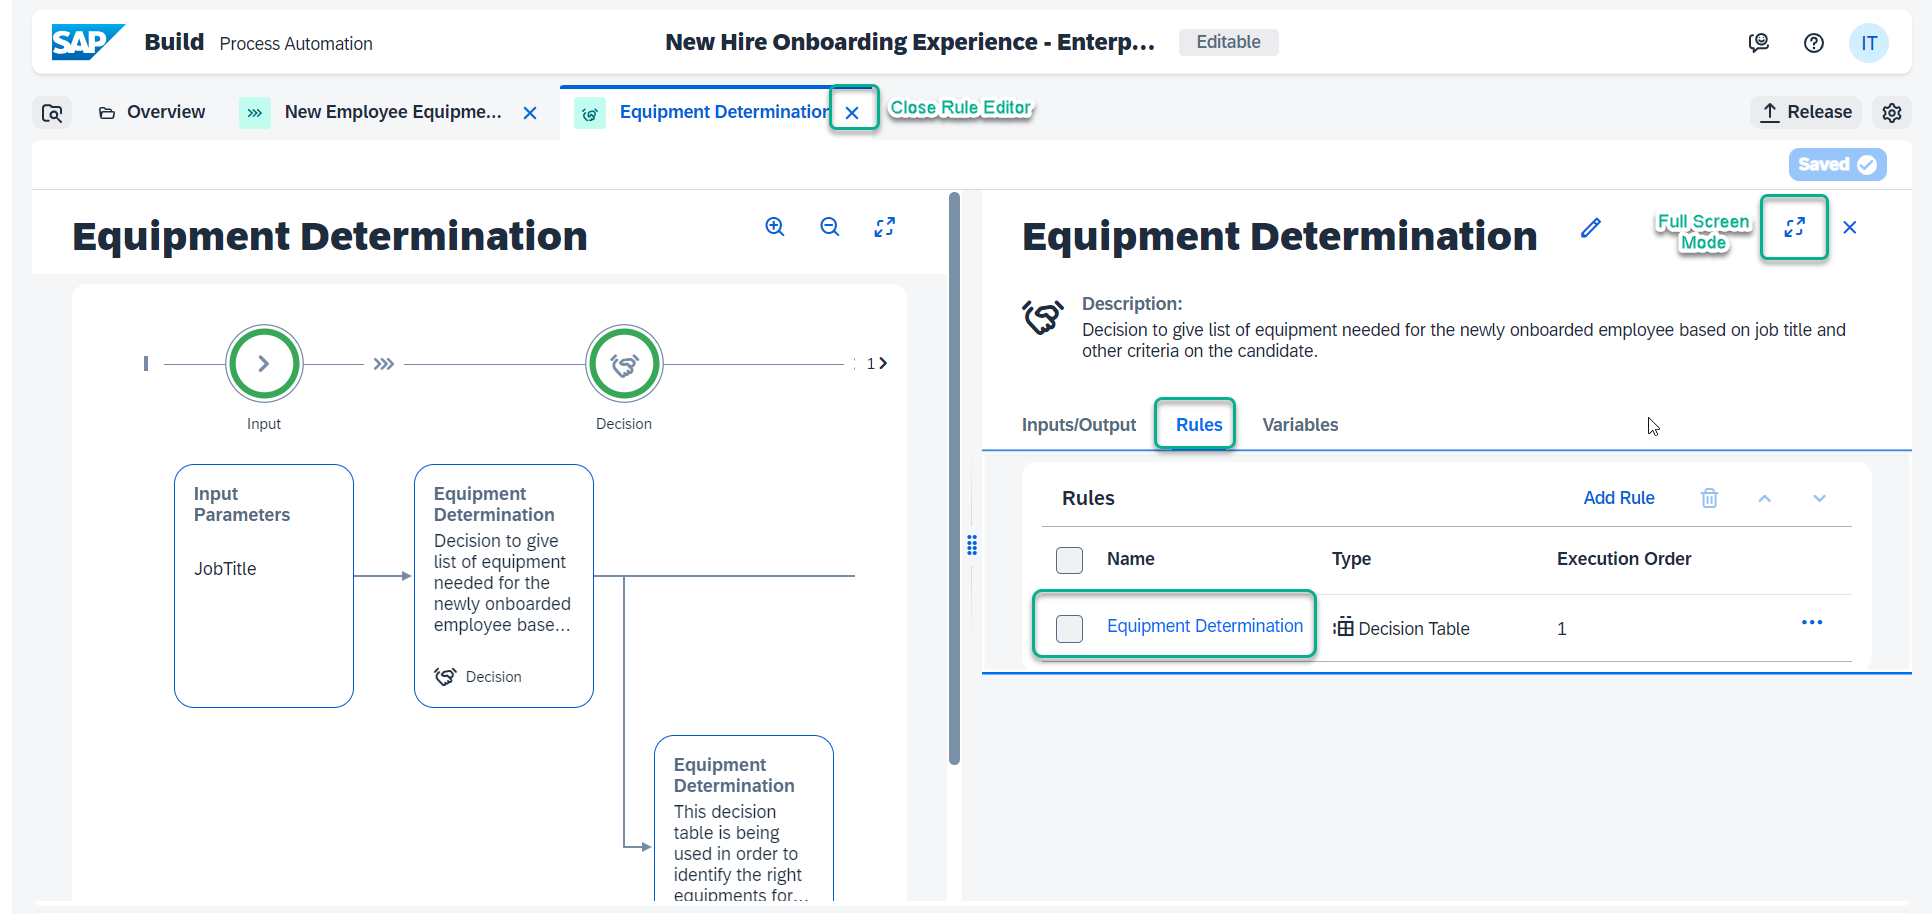 SAP Build Process Automation
New Hire Onboarding Experience - Enterp... Editable
IT
Overview
New Employee Equipme...
Equipment Determination
Close Rule Editor
Release
Saved
Equipment Determination
1
Input
Decision
Input
Parameters
JobTitle
Equipment
Determination
Decision to give
list of equipment
needed for the
newly onboarded
employee base...
Decision
Equipment
Determination
This decision
table is being
used in order to
identify the right
equipments for...
Equipment Determination
Full Screen
Mode
Description:
Decision to give list of equipment needed for the newly onboarded employee based on job title and
other criteria on the candidate.
Inputs/Output Rules Variables
Rules Add Rule
Name Type Execution Order
Equipment Determination Decision Table 1